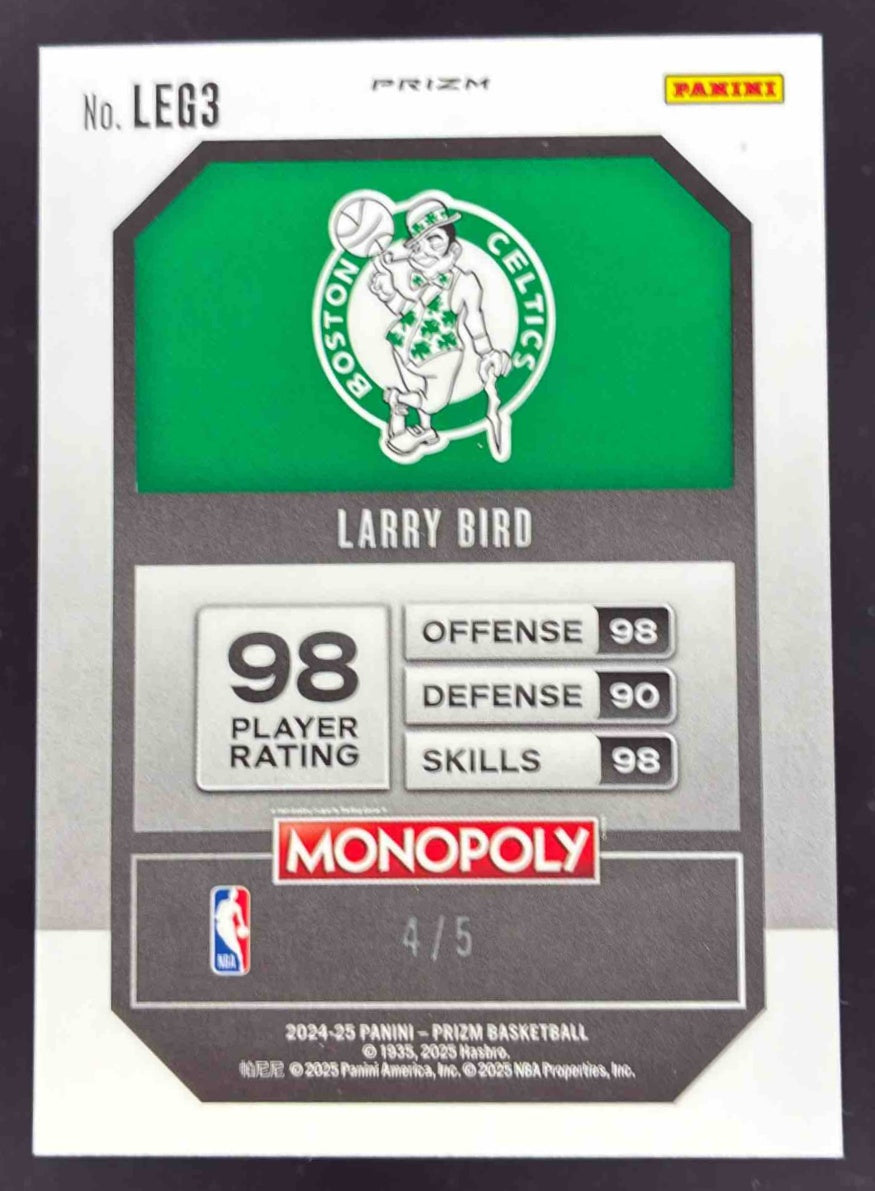 No. LEG3
PRIZM
PANINI
BOSTON CELTICS
LARRY BIRD
98
PLAYER
RATING
OFFENSE 98
DEFENSE 90
SKILLS 98
MONOPOLY
NBA
4/5
2024-25 PANINI – PRIZM BASKETBALL
© 1935, 2025 Hasbro.
帕尼尼 © 2025 Panini America, Inc. © 2025 NBA Properties, Inc.